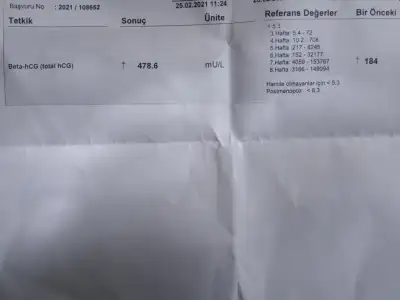 Başvuru No : 2021 / 108662 25.02.2021 11:24
Tetkik Sonuç Ünite Referans Değerler Bir Önceki
< 5.3
3.Hafta: 5.4 - 72
4.Hafta: 10.2 - 708
5.Hafta: 217 - 8245
6.Hafta: 152 - 32177
7.Hafta: 4059 - 153767
8.Hafta: 3166 - 149094
Beta-hCG (total hCG) ↑ 478.6 mU/L ↑ 184
Hamile olmayanlar için < 5.3
Postmenopoz: < 8.3